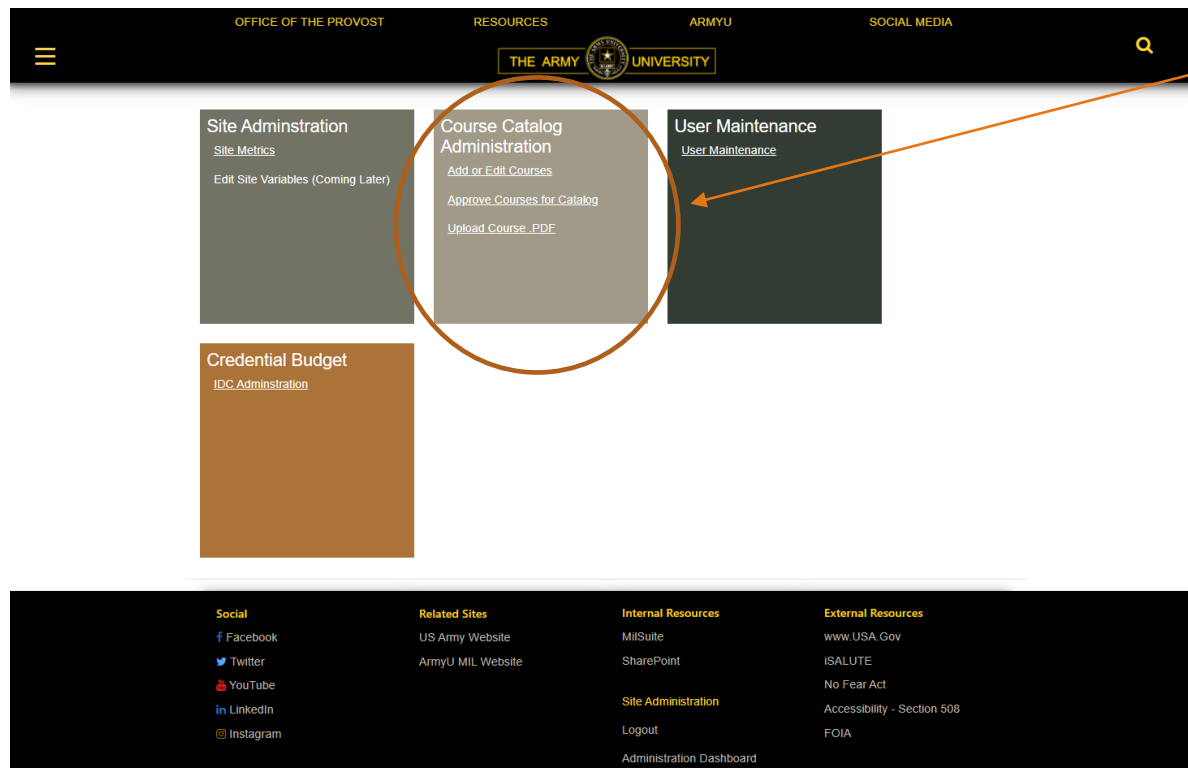 OFFICE OF THE PROVOST RESOURCES ARMYU SOCIAL MEDIA
THE ARMY UNIVERSITY
Site Adminstration
Site Metrics
Edit Site Variables (Coming Later)
Course Catalog
Administration
Add or Edit Courses
Approve Courses for Catalog
Upload Course .PDF
User Maintenance
User Maintenance
Credential Budget
IDC Adminstration
Social
Facebook
Twitter
YouTube
LinkedIn
Instagram
Related Sites
US Army Website
ArmyU MIL Website
Internal Resources
MilSuite
SharePoint
Site Administration
Logout
Administration Dashboard
External Resources
www.USA.Gov
iSALUTE
No Fear Act
Accessibility - Section 508
FOIA